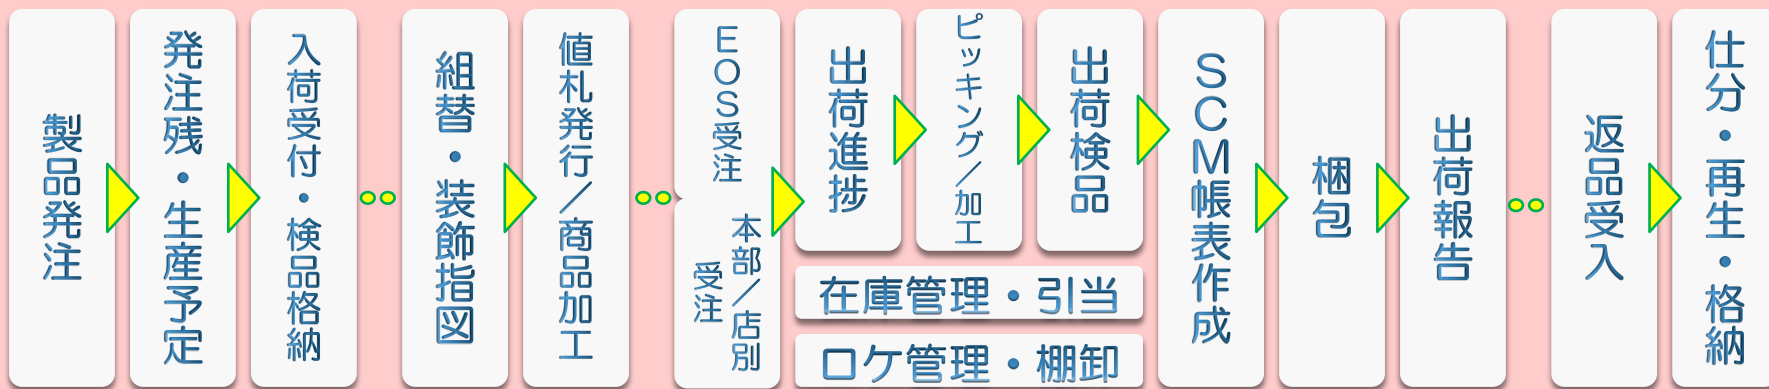 製品発注
発注残・生産予定
入荷受付・検品格納
組替・装飾指図
値札発行／商品加工
ＥＯＳ受注
本部／店別
受注
出荷進捗
ピッキング／加工
出荷検品
在庫管理・引当
ロケ管理・棚卸
ＳＣＭ帳表作成
梱包
出荷報告
返品受入
仕分・再生・格納